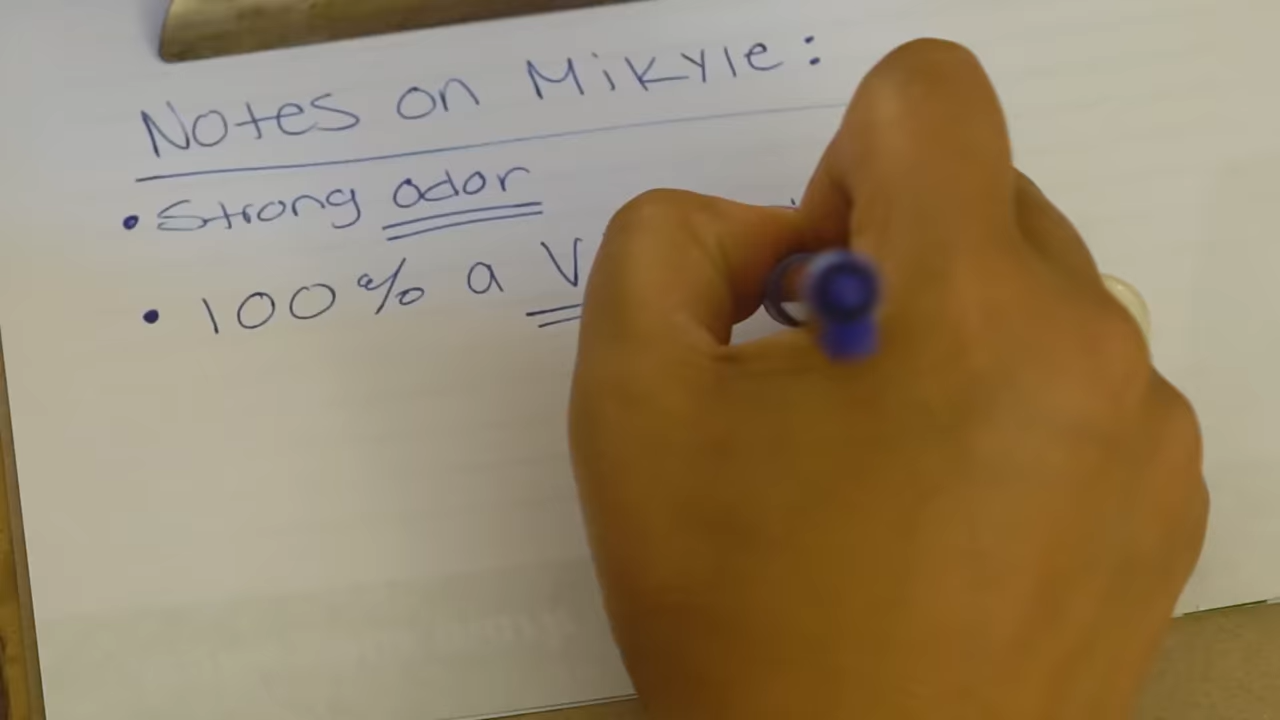 Notes on Mikyle:
• Strong odor
• 100% a